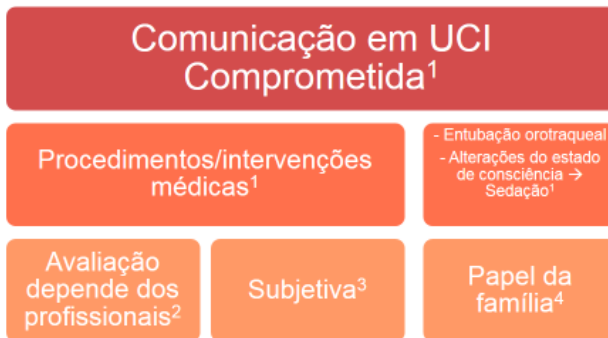 Comunicação em UCI
Comprometida¹
Procedimentos/intervenções
médicas¹
- Entubação orotraqueal
- Alterações do estado
de consciência →
Sedação¹
Avaliação
depende dos
profissionais²
Subjetiva³
Papel da
família⁴